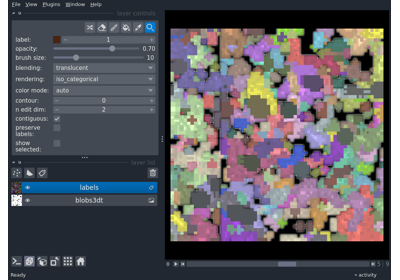 File View Plugins Window Help
layer controls
label: 1
opacity: 0.70
brush size: 10
blending: translucent
rendering: iso_categorical
color mode: auto
contour: 0
n edit dim: 2
contiguous:
preserve
labels:
show
selected:
layer list
labels
blobs3dt
Ready
activity